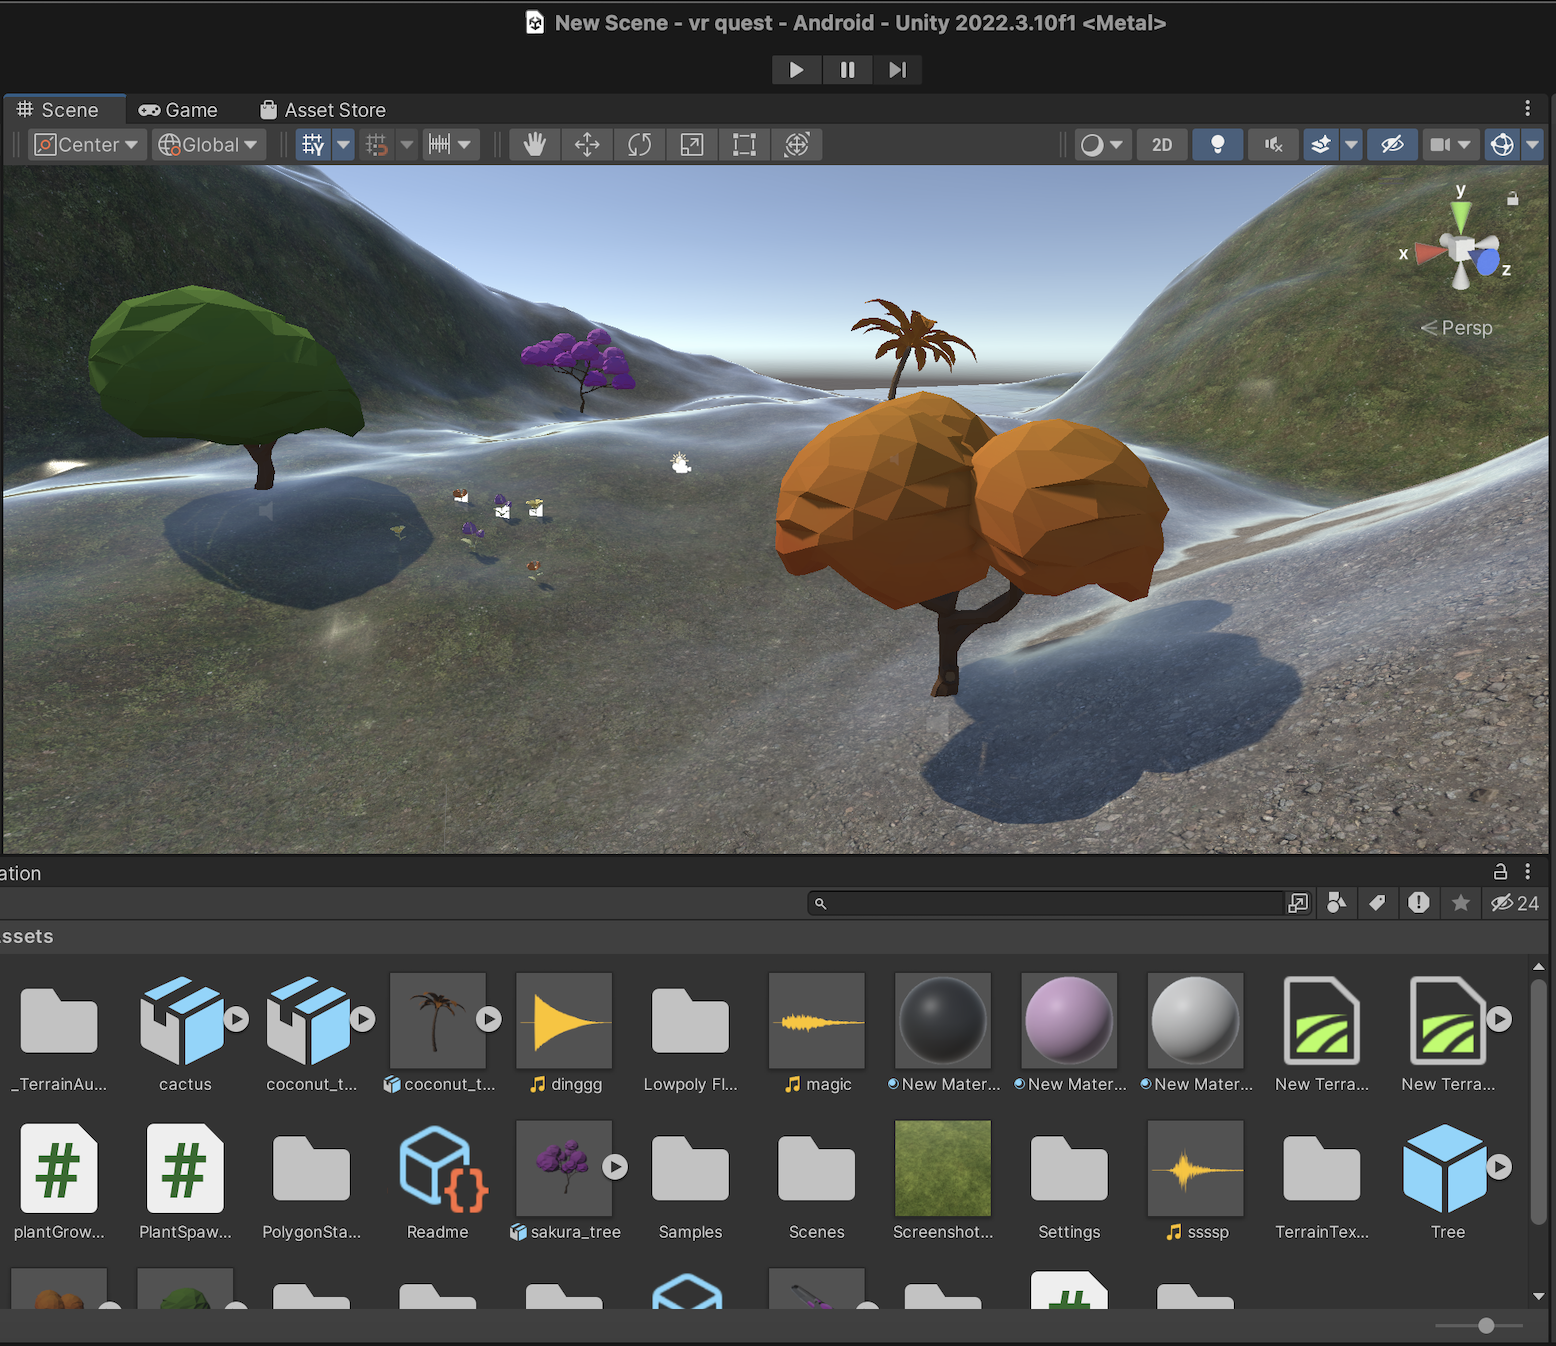 New Scene - vr quest - Android - Unity 2022.3.10f1 <Metal>
Scene
Game
Asset Store
Center
Global
2D
y
x
z
Persp
ation
24
ssets
_TerrainAu...
cactus
coconut_t...
coconut_t...
dinggg
Lowpoly Fl...
magic
New Mater...
New Mater...
New Mater...
New Terra...
New Terra...
plantGrow...
PlantSpaw...
PolygonSta...
Readme
sakura_tree
Samples
Scenes
Screenshot...
Settings
ssssp
TerrainTex...
Tree